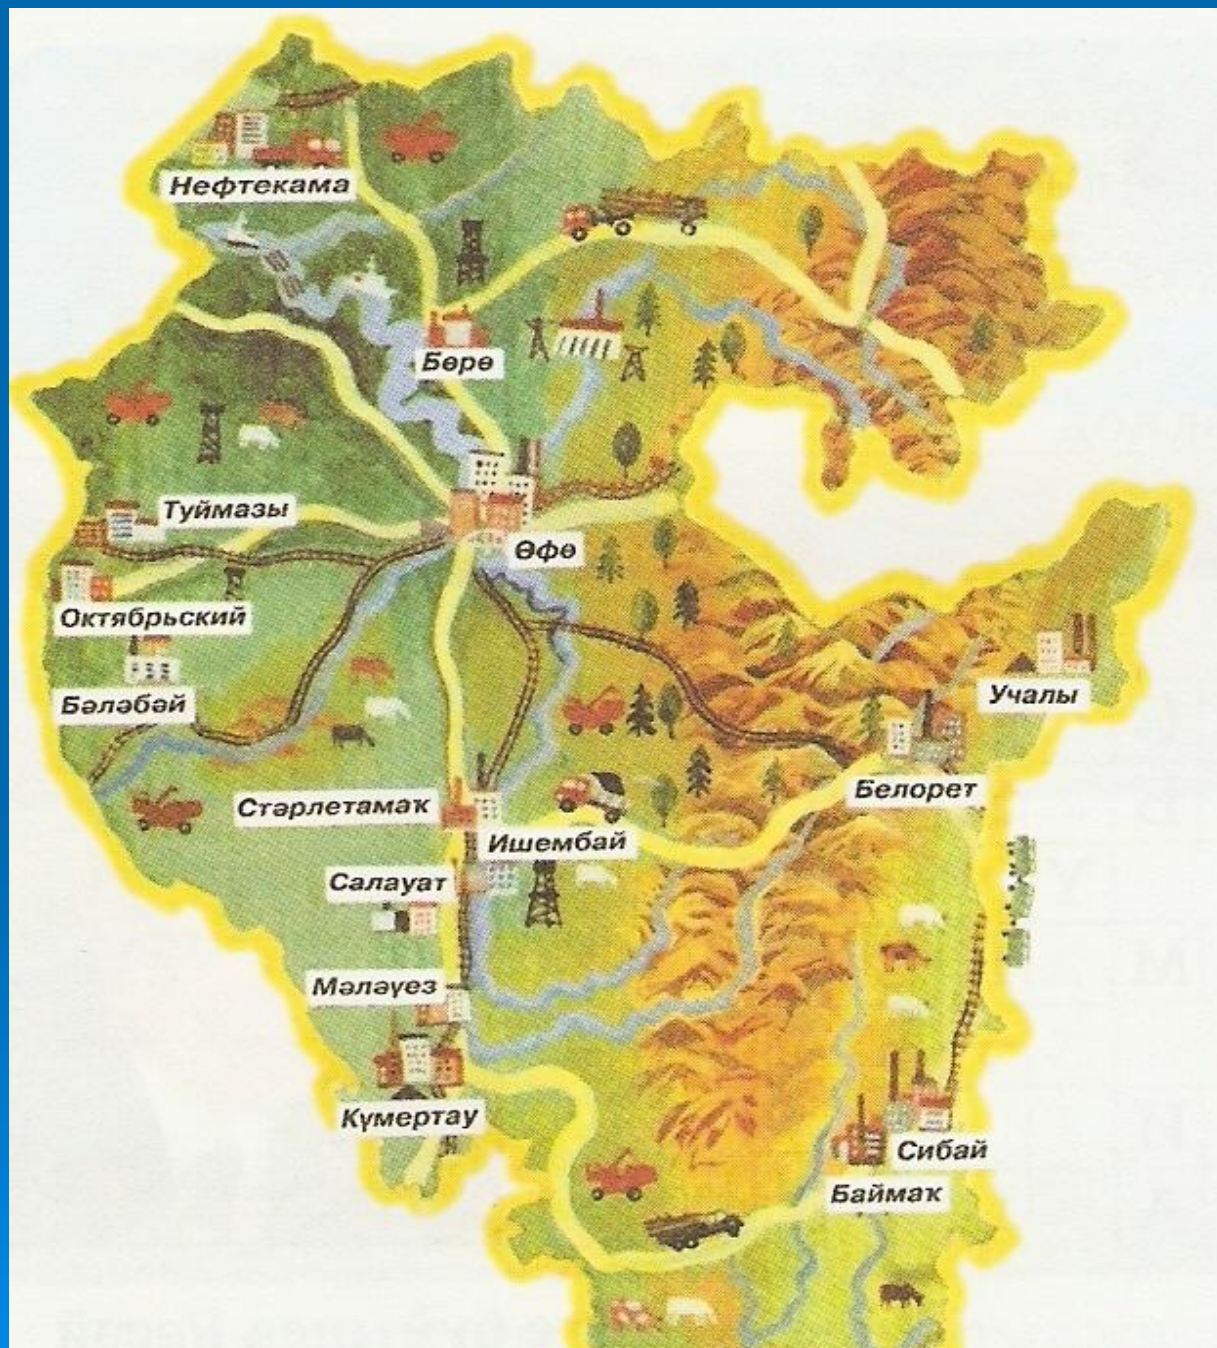 Нефтекама
Бөрө
Туймазы
Өфө
Октябрьский
Бәләбәй
Учалы
Белорет
Стәрлетамаҡ
Ишембай
Салауат
Мәләүез
Күмертау
Сибай
Баймаҡ